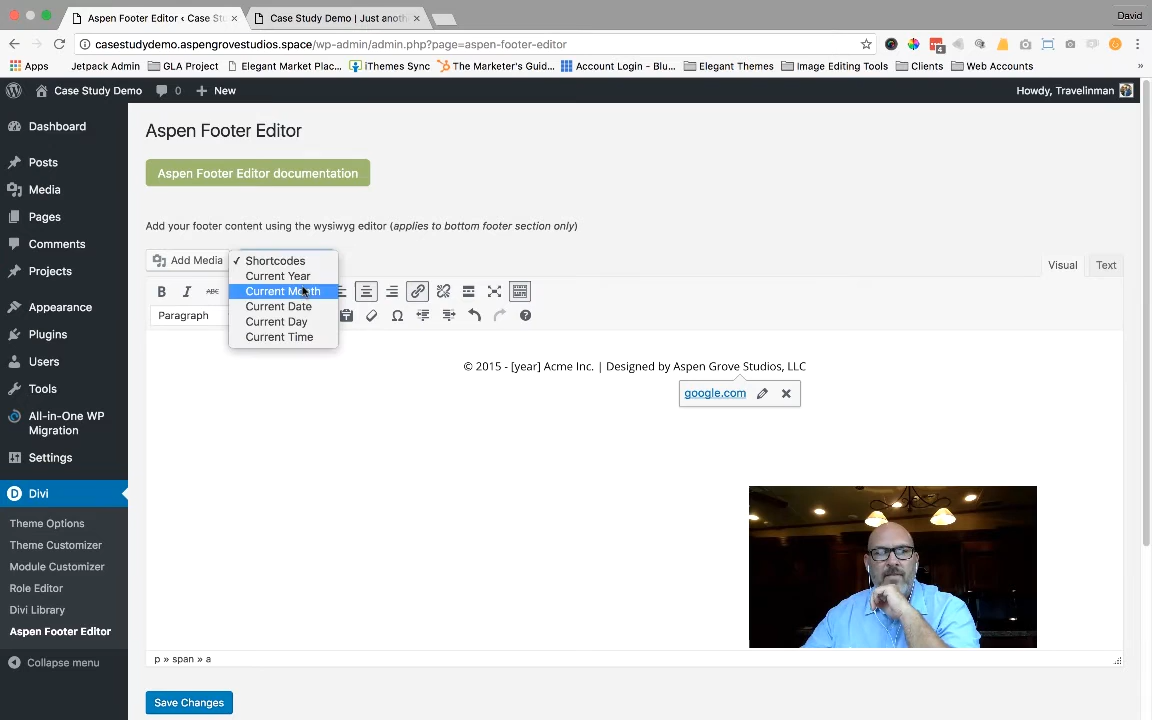 Aspen Footer Editor ‹ Case St
Case Study Demo | Just anoth
David
casestudydemo.aspengrovestudios.space/wp-admin/admin.php?page=aspen-footer-editor
4
Apps
Jetpack Admin
GLA Project
Elegant Market Plac...
iThemes Sync
The Marketer's Guid...
Account Login - Blu...
Elegant Themes
Image Editing Tools
Clients
Web Accounts
»
Case Study Demo
0
New
Howdy, Travelinman
Dashboard
Posts
Media
Pages
Comments
Projects
Appearance
Plugins
Users
Tools
All-in-One WP
Migration
Settings
Divi
Theme Options
Theme Customizer
Module Customizer
Role Editor
Divi Library
Aspen Footer Editor
Collapse menu
Aspen Footer Editor
Aspen Footer Editor documentation
Add your footer content using the wysiwyg editor (applies to bottom footer section only)
Add Media
✓ Shortcodes
Current Year
Current Month
Current Date
Current Day
Current Time
Visual
Text
B I ABC
Paragraph
© 2015 - [year] Acme Inc. | Designed by Aspen Grove Studios, LLC
google.com
p » span » a
Save Changes